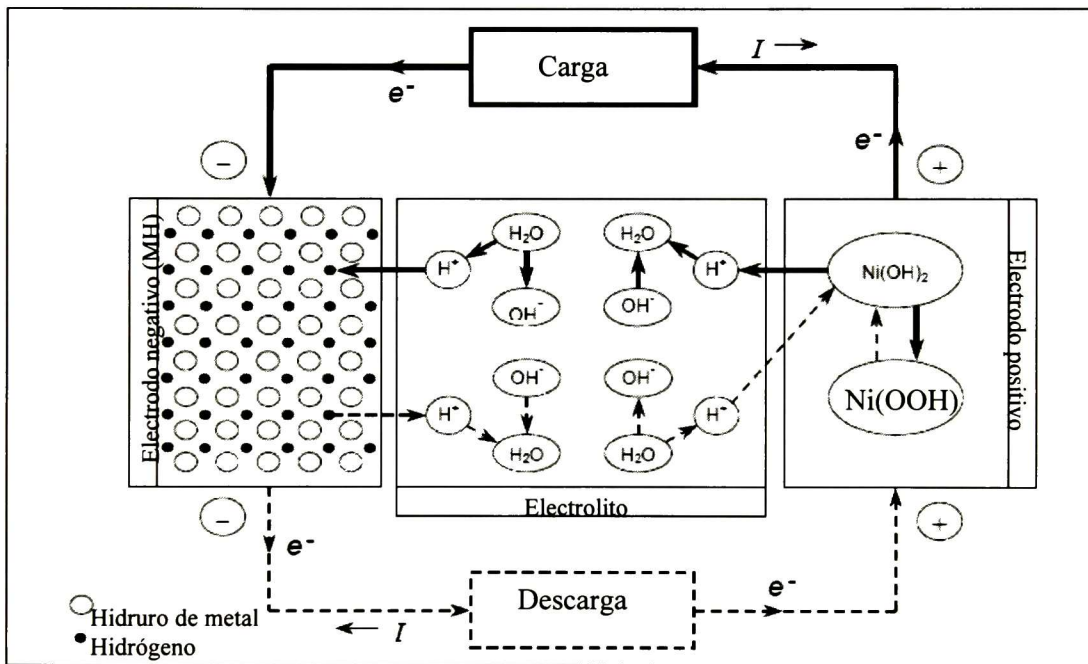 Carga
I →
e⁻
e⁻
−
+
Electrodo negativo (MH)
H₂O
H₂O
H⁺
H⁺
OH⁻
OH⁻
Ni(OH)₂
Ni(OOH)
Electrodo positivo
OH⁻
OH⁻
H⁺
H⁺
H₂O
H₂O
Electrolito
−
+
e⁻
Descarga
e⁻
← I
Hidruro de metal
Hidrógeno